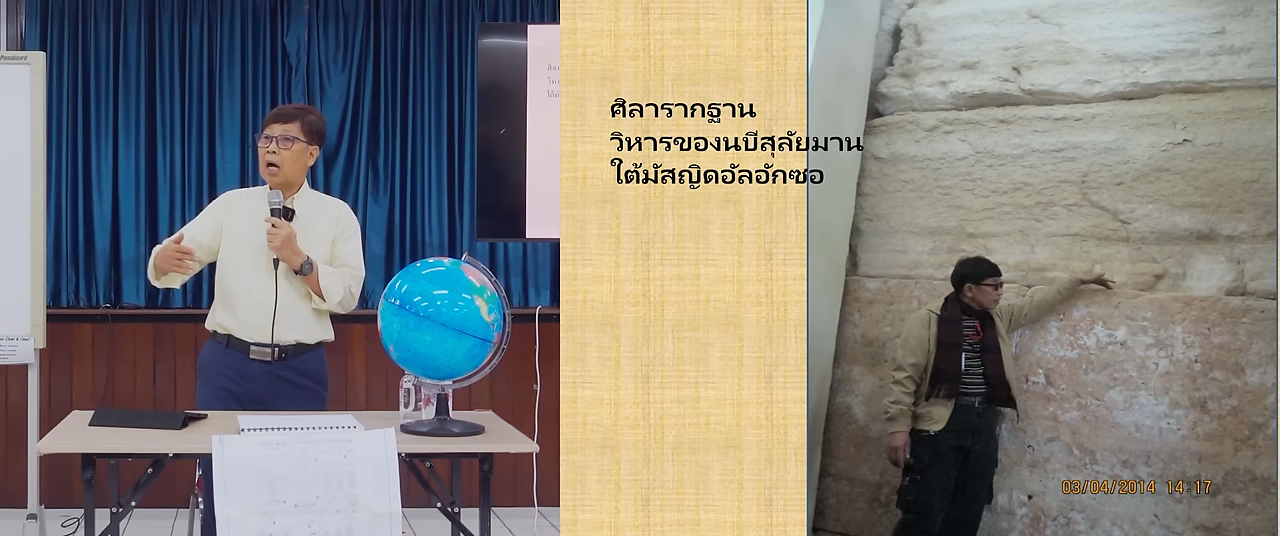 Panaboard
ศิลารากฐาน
วิหารของนบีสุลัยมาน
ใต้มัสญิดอัลอักซอ
03/04/2014 14:17